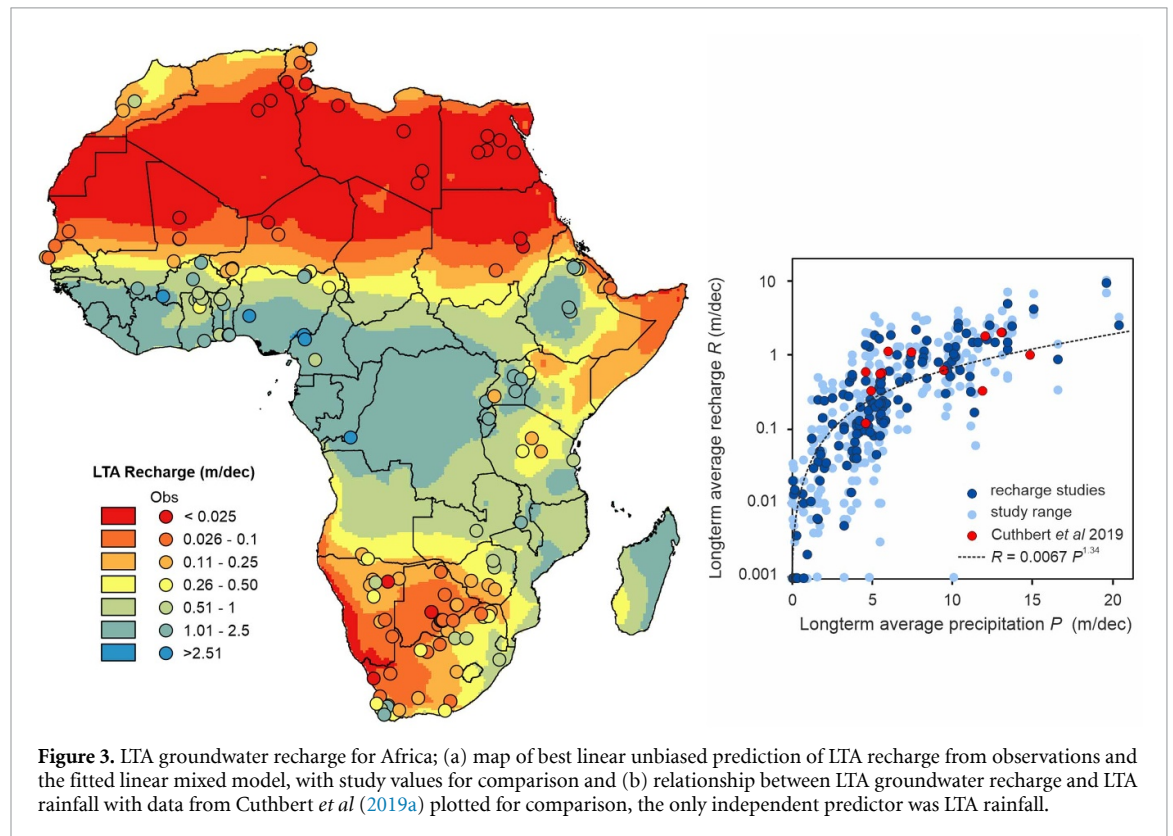 LTA Recharge (m/dec)
Obs
< 0.025
0.026 - 0.1
0.11 - 0.25
0.26 - 0.50
0.51 - 1
1.01 - 2.5
>2.51
Longterm average recharge R (m/dec)
10
1
0.1
0.01
0.001
recharge studies
study range
Cuthbert et al 2019
R = 0.0067 P^1.34
0 5 10 15 20
Longterm average precipitation P (m/dec)
Figure 3. LTA groundwater recharge for Africa; (a) map of best linear unbiased prediction of LTA recharge from observations and
the fitted linear mixed model, with study values for comparison and (b) relationship between LTA groundwater recharge and LTA
rainfall with data from Cuthbert et al (2019a) plotted for comparison, the only independent predictor was LTA rainfall.